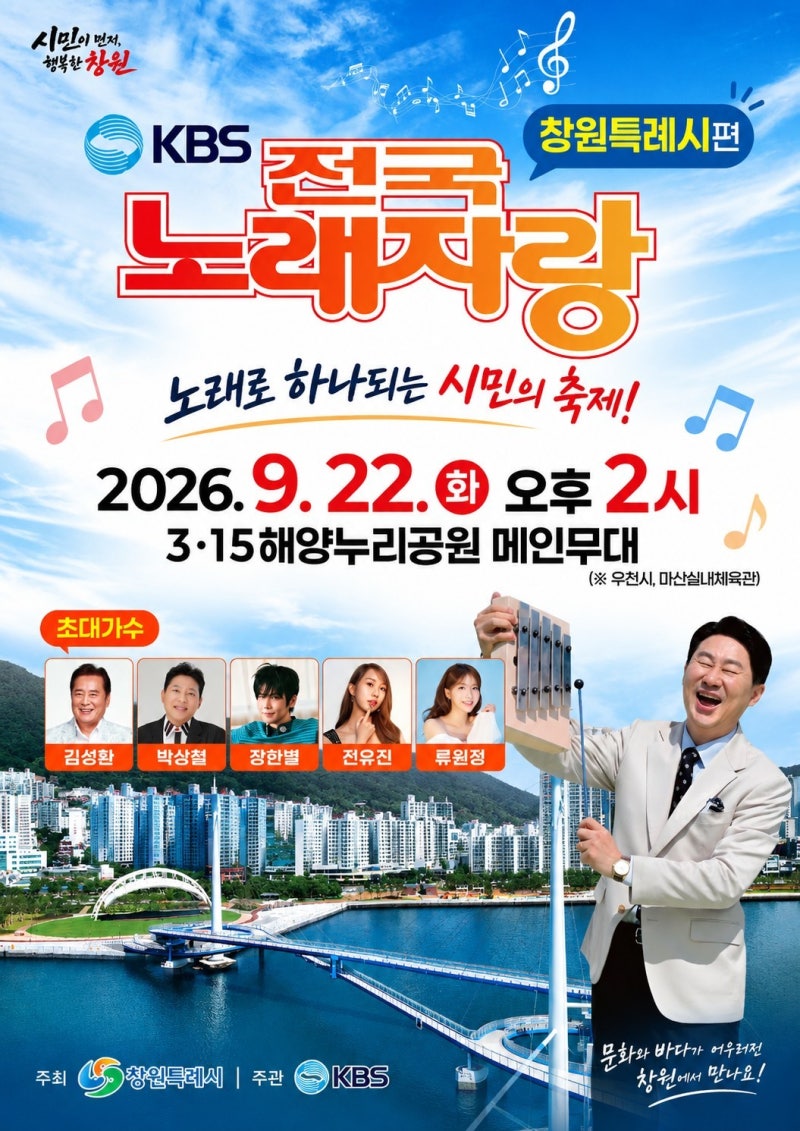 시민이 먼저,
행복한 창원
KBS
창원특례시편
전국
노래자랑
노래로 하나되는 시민의 축제!
2026. 9. 22. 화 오후 2시
3·15해양누리공원 메인무대
(※ 우천시, 마산실내체육관)
초대가수
김성환 박상철 장한별 전유진 류원정
문화와 바다가 어우러진
창원에서 만나요!
주최 창원특례시 | 주관 KBS